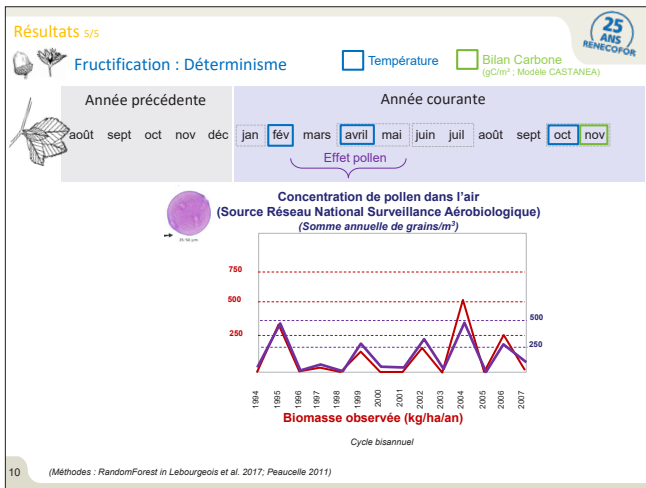 Résultats 5/5
25
ANS
RENECOFOR
Fructification : Déterminisme
Température
Bilan Carbone
(gC/m² ; Modèle CASTANEA)
Année précédente
Année courante
août sept oct nov déc jan fév mars avril mai juin juil août sept oct nov
Effet pollen
Concentration de pollen dans l'air
(Source Réseau National Surveillance Aérobiologique)
(Somme annuelle de grains/m³)
750
500
250
500
250
1994 1995 1996 1997 1998 1999 2000 2001 2002 2003 2004 2005 2006 2007
Biomasse observée (kg/ha/an)
Cycle bisannuel
10
(Méthodes : RandomForest in Lebourgeois et al. 2017; Peaucelle 2011)